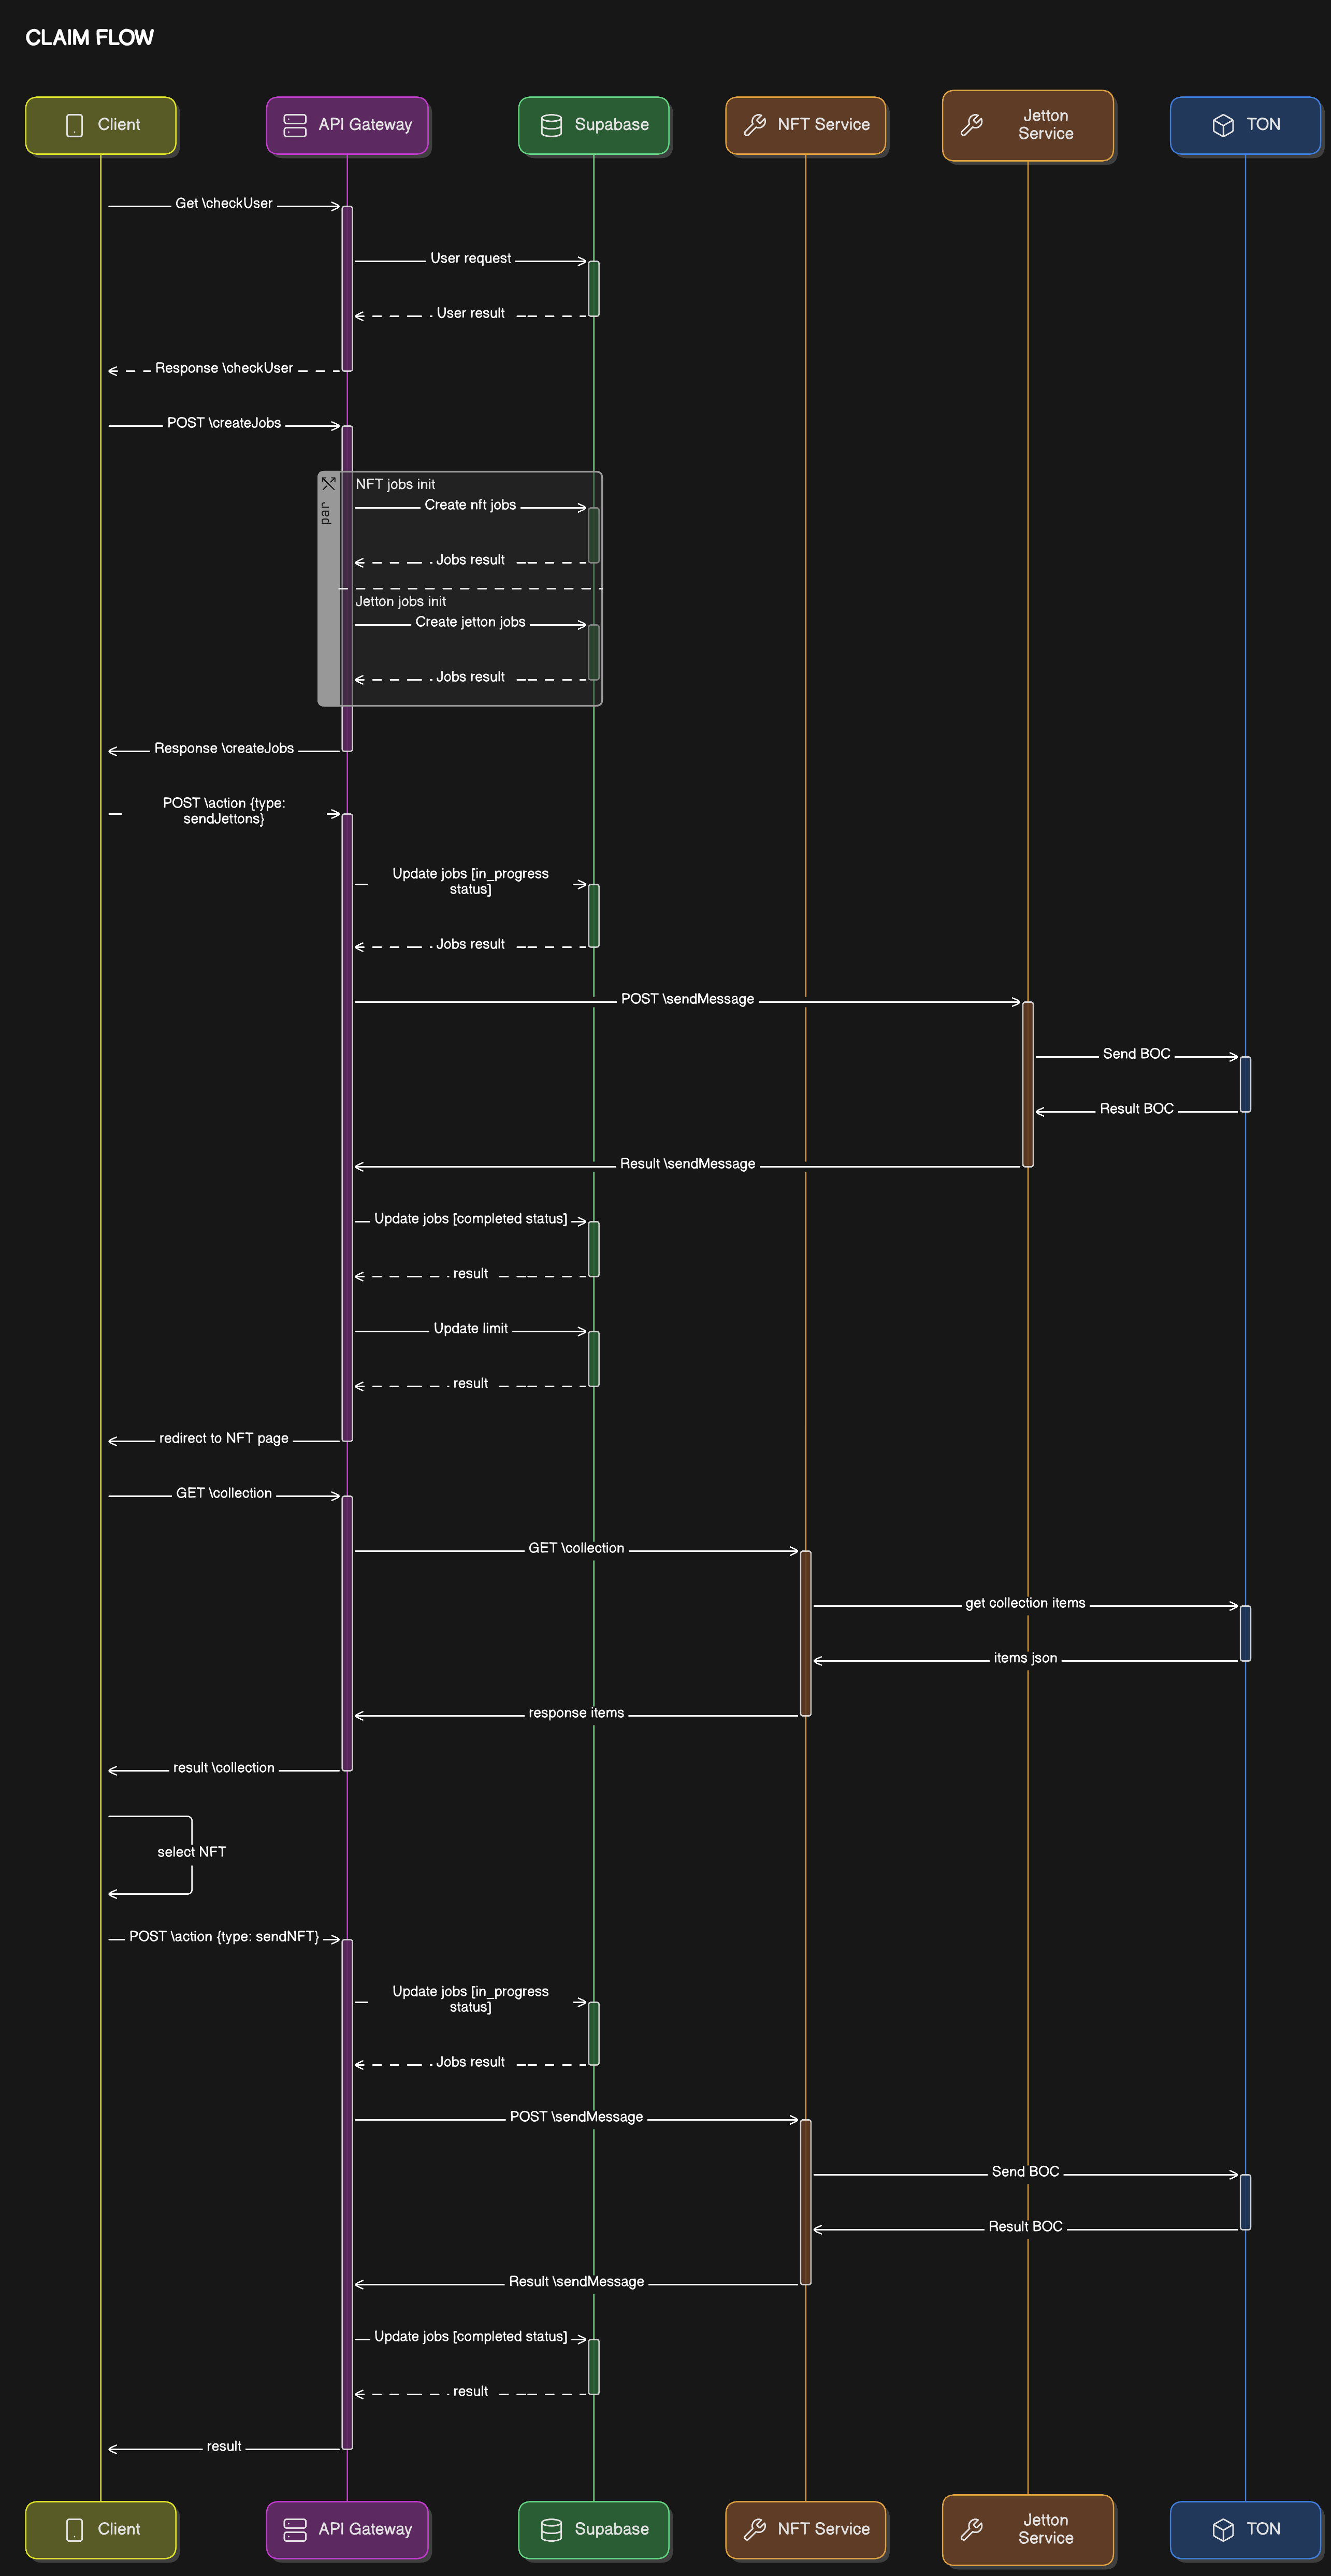 CLAIM FLOW
Client
API Gateway
Supabase
NFT Service
Jetton
Service
TON
Get \checkUser
User request
User result
Response \checkUser
POST \createJobs
par
NFT jobs init
Create nft jobs
Jobs result
Jetton jobs init
Create jetton jobs
Jobs result
Response \createJobs
POST \action {type:
sendJettons}
Update jobs [in_progress
status]
Jobs result
POST \sendMessage
Send BOC
Result BOC
Result \sendMessage
Update jobs [completed status]
result
Update limit
result
redirect to NFT page
GET \collection
GET \collection
get collection items
items json
response items
result \collection
select NFT
POST \action {type: sendNFT}
Update jobs [in_progress
status]
Jobs result
POST \sendMessage
Send BOC
Result BOC
Result \sendMessage
Update jobs [completed status]
result
result
Client
API Gateway
Supabase
NFT Service
Jetton
Service
TON